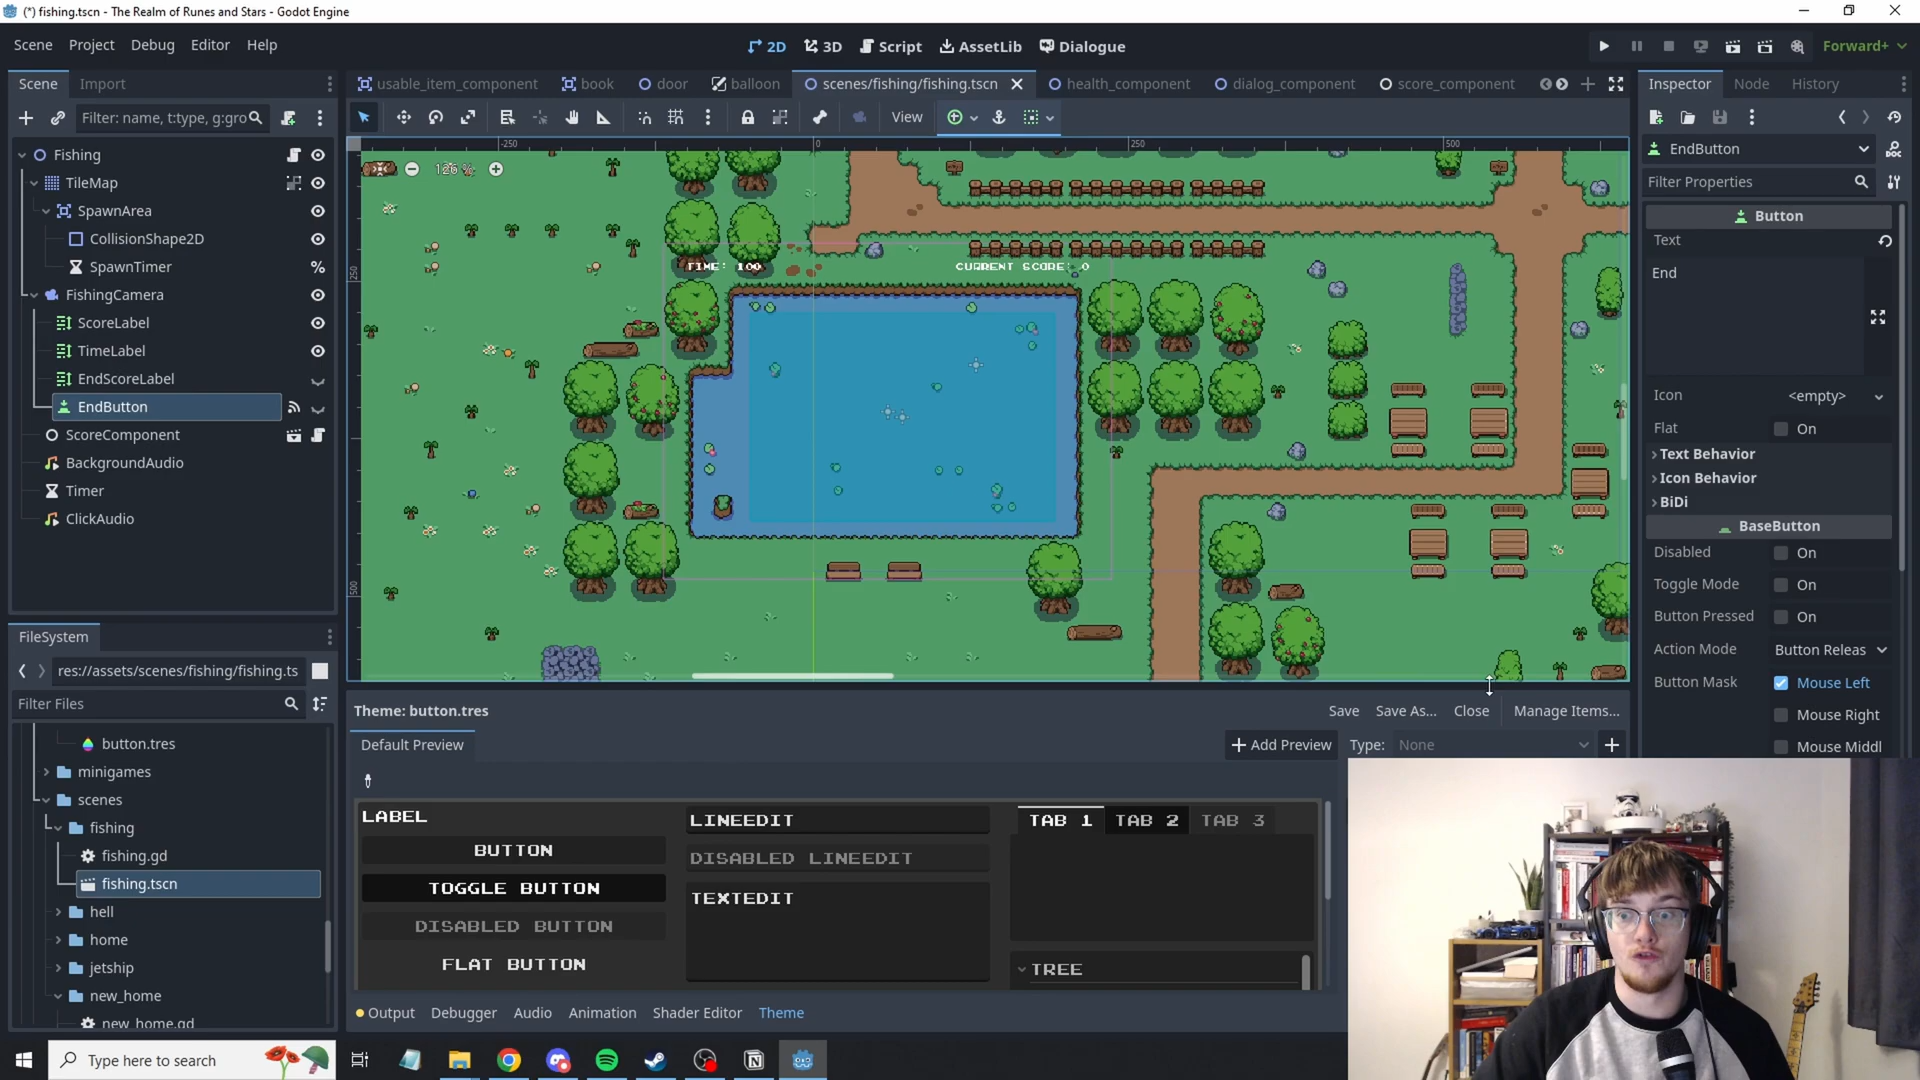 (*) fishing.tscn - The Realm of Runes and Stars - Godot Engine
Scene Project Debug Editor Help
2D 3D Script AssetLib Dialogue
Forward+
Scene Import
usable_item_component book door balloon scenes/fishing/fishing.tscn health_component dialog_component score_component
Inspector Node History
Filter: name, t:type, g:gro
View
EndButton
Filter Properties
Fishing
TileMap
SpawnArea
CollisionShape2D
SpawnTimer
FishingCamera
ScoreLabel
TimeLabel
EndScoreLabel
EndButton
ScoreComponent
BackgroundAudio
Timer
ClickAudio
-250 0 250 500
250
500
TIME: 100
CURRENT SCORE: 0
Button
Text
End
Icon <empty>
Flat On
Text Behavior
Icon Behavior
BiDi
BaseButton
Disabled On
Toggle Mode On
Button Pressed On
Action Mode Button Releas
Button Mask Mouse Left
Mouse Right
Mouse Middl
FileSystem
res://assets/scenes/fishing/fishing.ts
Filter Files
button.tres
minigames
scenes
fishing
fishing.gd
fishing.tscn
hell
home
jetship
new_home
new_home.gd
Theme: button.tres
Save Save As... Close Manage Items...
Default Preview
Add Preview Type: None
LABEL
BUTTON
TOGGLE BUTTON
DISABLED BUTTON
FLAT BUTTON
LINEEDIT
DISABLED LINEEDIT
TEXTEDIT
TAB 1 TAB 2 TAB 3
TREE
Output Debugger Audio Animation Shader Editor Theme
Type here to search